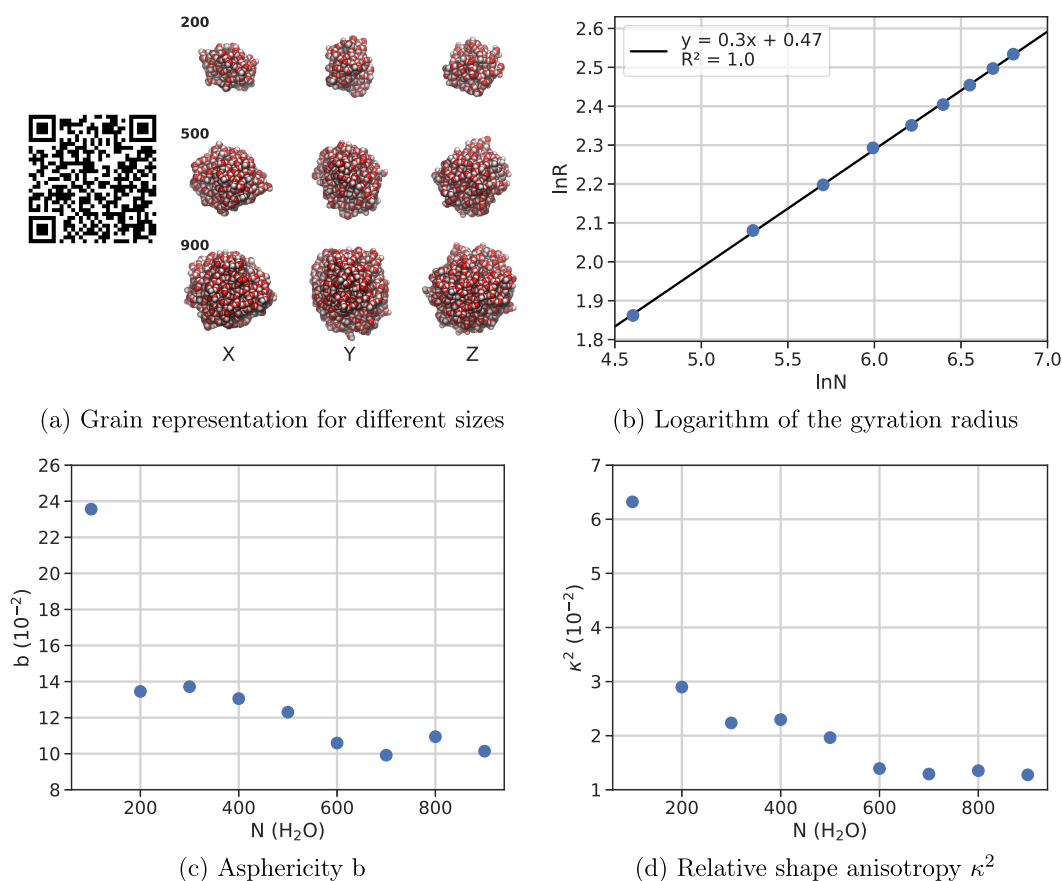 200
500
900
X Y Z
(a) Grain representation for different sizes
y = 0.3x + 0.47
R² = 1.0
lnR
2.6
2.5
2.4
2.3
2.2
2.1
2.0
1.9
1.8
4.5 5.0 5.5 6.0 6.5 7.0
lnN
(b) Logarithm of the gyration radius
b (10⁻²)
26
24
22
20
18
16
14
12
10
8
200 400 600 800
N (H₂O)
(c) Asphericity b
κ² (10⁻²)
7
6
5
4
3
2
1
200 400 600 800
N (H₂O)
(d) Relative shape anisotropy κ²